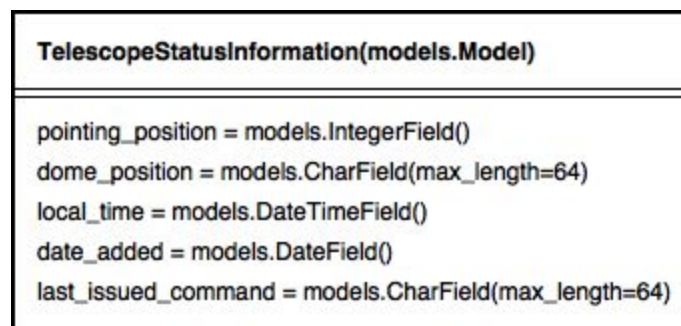 TelescopeStatusInformation(models.Model)
pointing_position = models.IntegerField()
dome_position = models.CharField(max_length=64)
local_time = models.DateTimeField()
date_added = models.DateField()
last_issued_command = models.CharField(max_length=64)